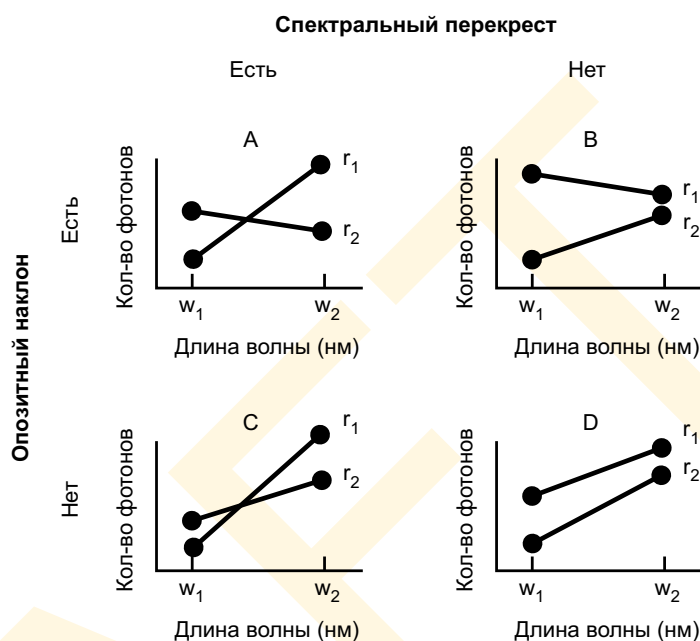 Спектральный перекрест
Есть
Нет
Опозитный наклон
Есть
A
Кол-во фотонов
r1
r2
w1
w2
Длина волны (нм)
B
Кол-во фотонов
r1
r2
w1
w2
Длина волны (нм)
Нет
C
Кол-во фотонов
r1
r2
w1
w2
Длина волны (нм)
D
Кол-во фотонов
r1
r2
w1
w2
Длина волны (нм)